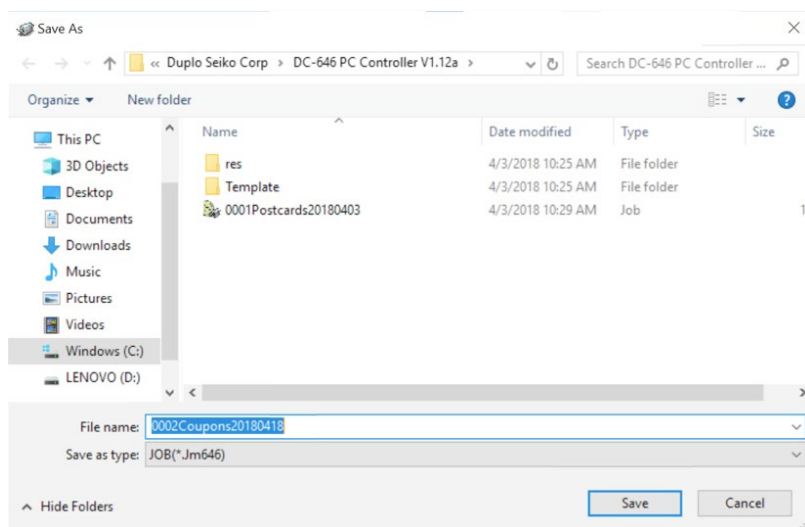 Save As
« Duplo Seiko Corp > DC-646 PC Controller V1.12a >
Search DC-646 PC Controller ...
Organize
New folder
?
Name Date modified Type Size
This PC
3D Objects
Desktop
Documents
Downloads
Music
Pictures
Videos
Windows (C:)
LENOVO (D:)
res 4/3/2018 10:25 AM File folder
Template 4/3/2018 10:25 AM File folder
0001Postcards20180403 4/3/2018 10:29 AM Job 1
File name: 0002Coupons20180418
Save as type: JOB(*.Jm646)
Hide Folders
Save
Cancel